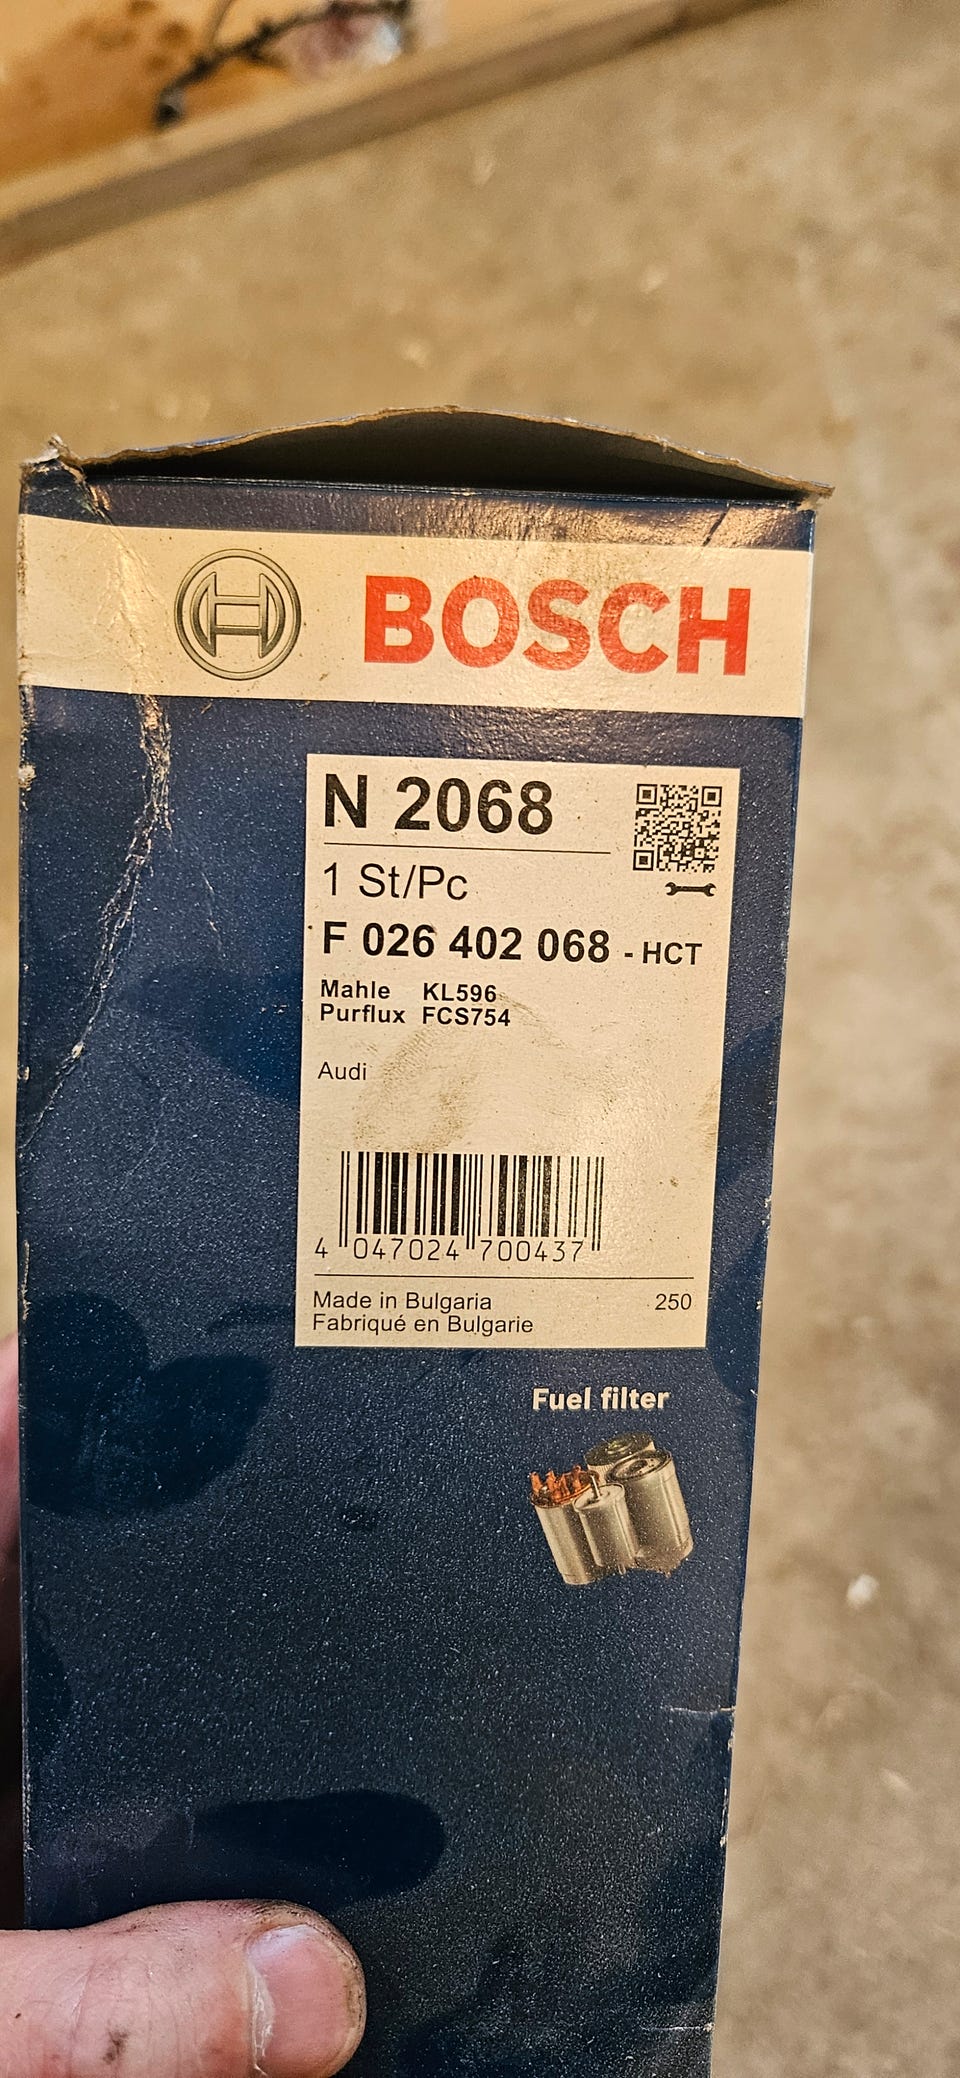 BOSCH
N 2068
1 St/Pc
F 026 402 068 - HCT
Mahle KL596
Purflux FCS754
Audi
4 047024 700437
Made in Bulgaria 250
Fabriqué en Bulgarie
Fuel filter